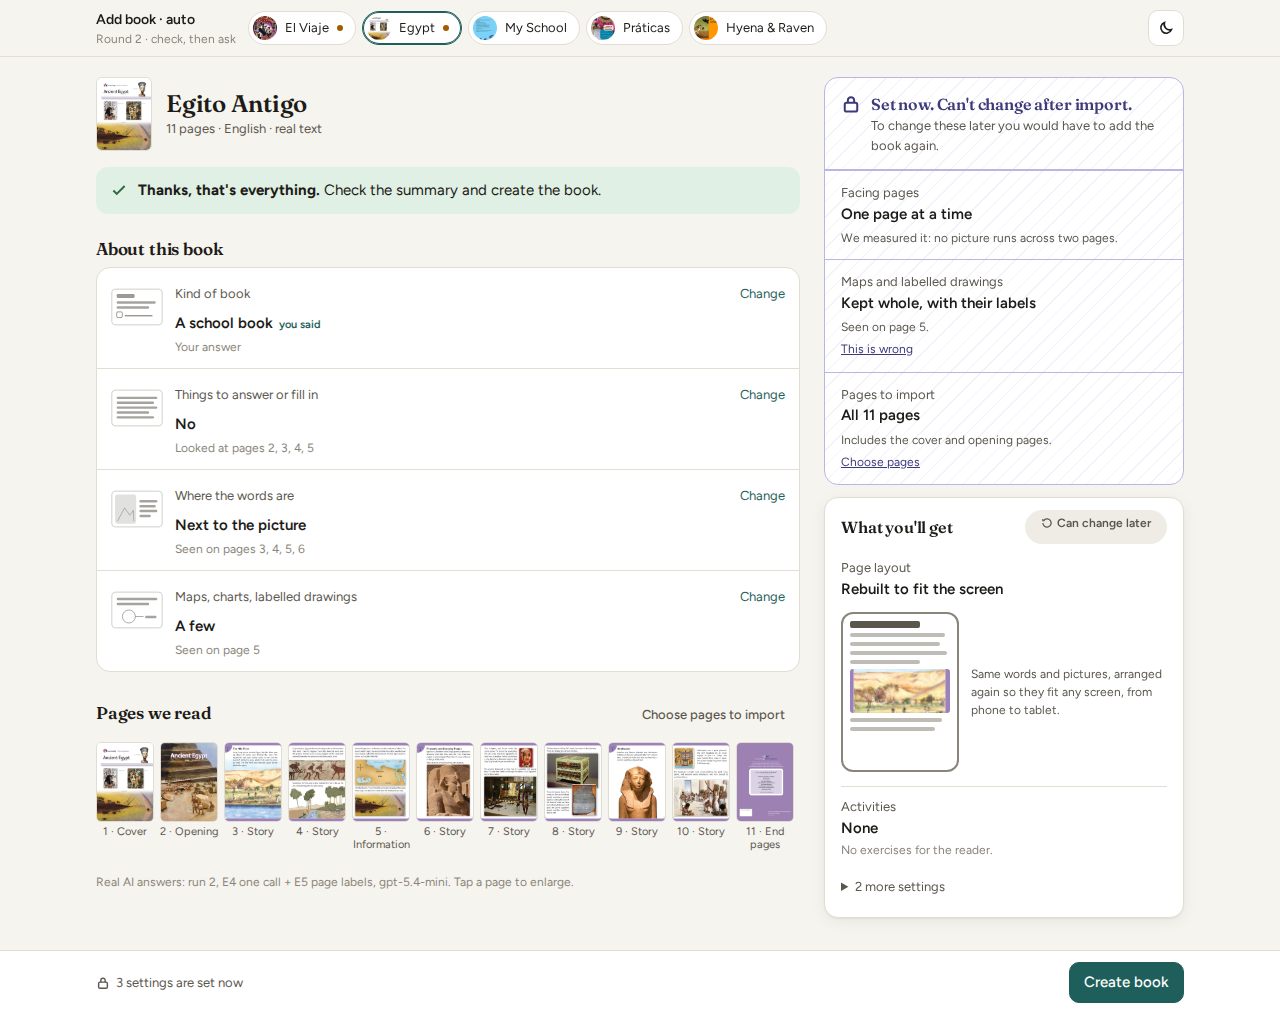 Add book · auto
Round 2 · check, then ask
El Viaje
Egypt
My School
Práticas
Hyena & Raven
Egito Antigo
11 pages · English · real text
Thanks, that's everything. Check the summary and create the book.
About this book
Kind of book
Change
A school book you said
Your answer
Things to answer or fill in
Change
No
Looked at pages 2, 3, 4, 5
Where the words are
Change
Next to the picture
Seen on pages 3, 4, 5, 6
Maps, charts, labelled drawings
Change
A few
Seen on page 5
Pages we read
Choose pages to import
Ancient Egypt
Ancient Egypt
1 · Cover
2 · Opening
3 · Story
4 · Story
5 · Information
6 · Story
7 · Story
8 · Story
9 · Story
10 · Story
11 · End pages
Real AI answers: run 2, E4 one call + E5 page labels, gpt-5.4-mini. Tap a page to enlarge.
Set now. Can't change after import.
To change these later you would have to add the
book again.
Facing pages
One page at a time
We measured it: no picture runs across two pages.
Maps and labelled drawings
Kept whole, with their labels
Seen on page 5.
This is wrong
Pages to import
All 11 pages
Includes the cover and opening pages.
Choose pages
What you'll get
Can change later
Page layout
Rebuilt to fit the screen
Same words and pictures, arranged
again so they fit any screen, from
phone to tablet.
Activities
None
No exercises for the reader.
2 more settings
3 settings are set now
Create book